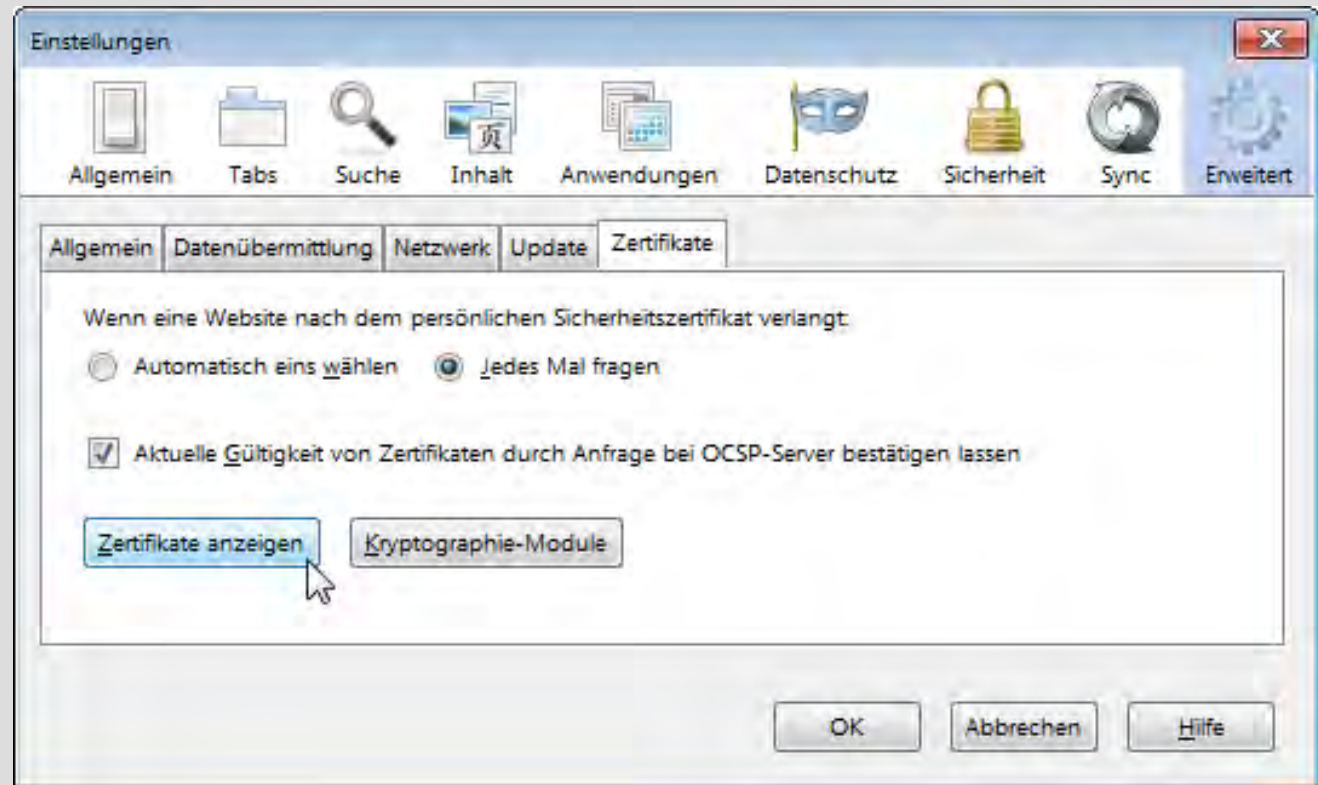 Einstellungen
页
Allgemein Tabs Suche Inhalt Anwendungen Datenschutz Sicherheit Sync Erweitert
Allgemein Datenübermittlung Netzwerk Update Zertifikate
Wenn eine Website nach dem persönlichen Sicherheitszertifikat verlangt:
Automatisch eins wählen Jedes Mal fragen
Aktuelle Gültigkeit von Zertifikaten durch Anfrage bei OCSP-Server bestätigen lassen
Zertifikate anzeigen Kryptographie-Module
OK Abbrechen Hilfe